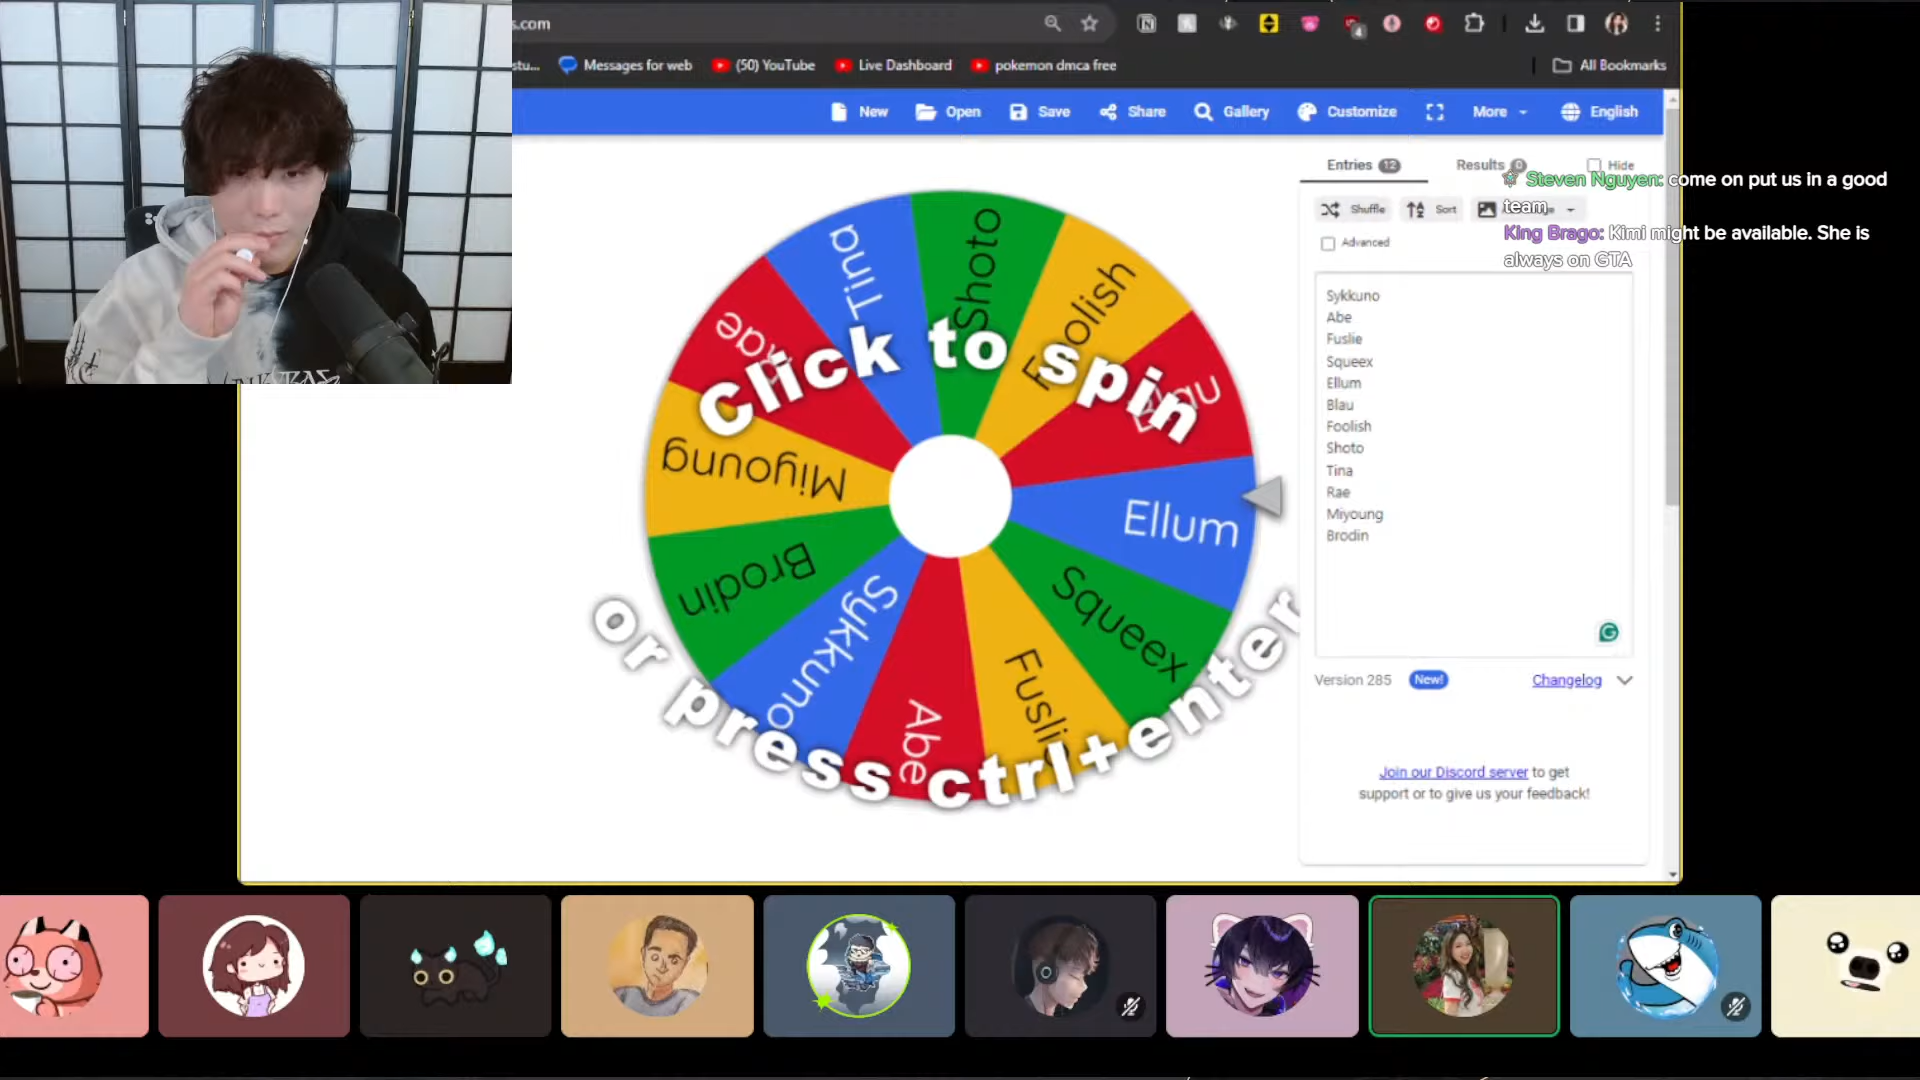 s.com
4
stu...
Messages for web
(50) YouTube
Live Dashboard
pokemon dmca free
All Bookmarks
New
Open
Save
Share
Gallery
Customize
More
English
Entries 12
Results 0
Hide
Steven Nguyen: come on put us in a good
team
King Brago: Kimi might be available. She is
always on GTA
Shuffle
Sort
Advanced
Sykkuno
Abe
Fuslie
Squeex
Ellum
Blau
Foolish
Shoto
Tina
Rae
Miyoung
Brodin
Version 285
New!
Changelog
Join our Discord server to get
support or to give us your feedback!
Click to spin
or press ctrl+enter
Tina
Shoto
Foolish
Ellum
Squeex
Fuslie
Abe
Sykkuno
Brodin
Miyoung
Rae